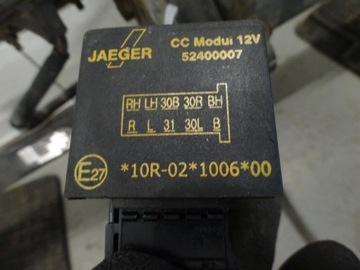 JAEGER
CC Modul 12V
52400007
RH LH 30B 30R BH
R L 31 30L B
E27
*10R-02*1006*00